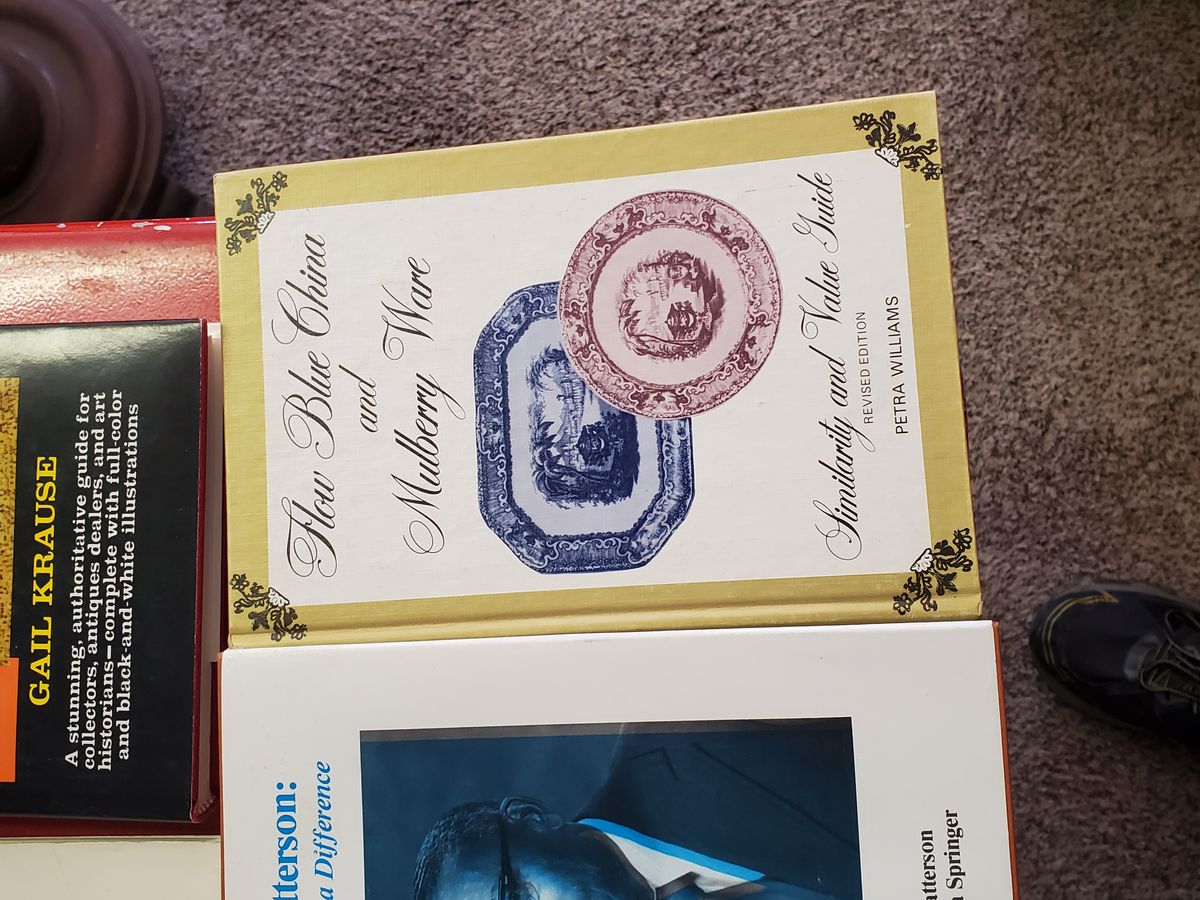 Flow Blue China
and
Mulberry Ware
Similarity and Value Guide
REVISED EDITION
PETRA WILLIAMS
GAIL KRAUSE
A stunning, authoritative guide for
collectors, antiques dealers, and art
historians—complete with full-color
and black-and-white illustrations
tterson:
a Difference
atterson
Springer